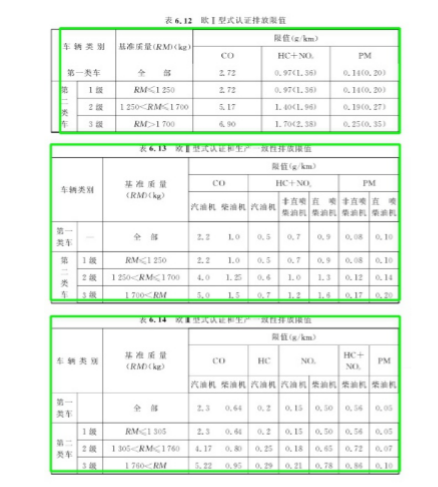 表 6.12 欧Ⅰ型式认证排放限值
车辆类别 基准质量(RM)(kg) 限值(g/km)
CO HC+NOx PM
第一类车 全部 2.72 0.97(1.36) 0.14(0.20)
第二类车 1级 RM≤1 250 2.72 0.97(1.36) 0.14(0.20)
2级 1 250<RM≤1 700 5.17 1.40(1.96) 0.19(0.27)
3级 RM>1 700 6.90 1.70(2.38) 0.25(0.35)
表 6.13 欧Ⅱ型式认证和生产一致性排放限值
车辆类别 基准质量(RM)(kg) 限值(g/km)
CO HC+NOx PM
汽油机 柴油机 汽油机 非直喷柴油机 直喷柴油机 非直喷柴油机 直喷柴油机
第一类车 — 全部 2.2 1.0 0.5 0.7 0.9 0.08 0.10
第二类车 1级 RM≤1 250 2.2 1.0 0.5 0.7 0.9 0.08 0.10
2级 1 250<RM≤1 700 4.0 1.25 0.6 1.0 1.3 0.12 0.14
3级 1 700<RM 5.0 1.5 0.7 1.2 1.6 0.17 0.20
表 6.14 欧Ⅲ型式认证和生产一致性排放限值
车辆类别 基准质量(RM)(kg) 限值(g/km)
CO HC NOx HC+NOx PM
汽油机 柴油机 汽油机 汽油机 柴油机 柴油机 柴油机
第一类车 全部 2.3 0.64 0.2 0.15 0.50 0.56 0.05
第二类车 1级 RM≤1 305 2.3 0.64 0.2 0.15 0.50 0.56 0.05
2级 1 305<RM≤1 760 4.17 0.80 0.25 0.18 0.65 0.72 0.07
3级 1 760<RM 5.22 0.95 0.29 0.21 0.78 0.86 0.10